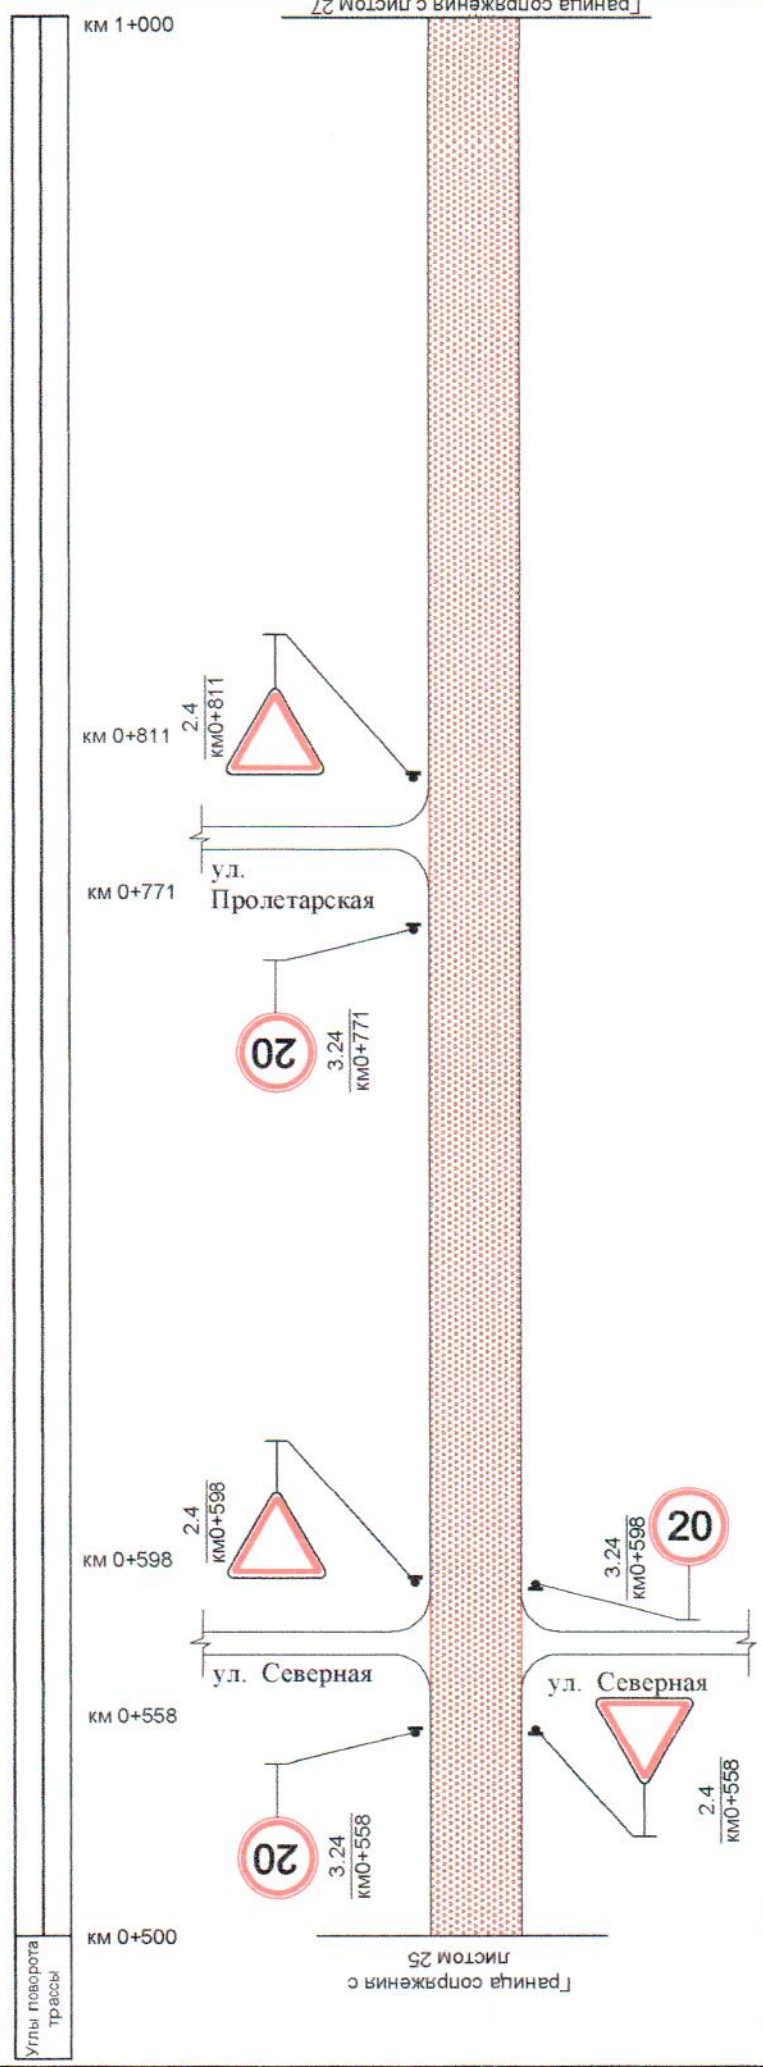 Граница сопряжения с листом 27
км 1+000
2.4
км0+811
км 0+811
ул.
Пролетарская
км 0+771
20
3.24
км0+771
2.4
км0+598
км 0+598
3.24
км0+598
20
ул. Северная
ул. Северная
км 0+558
20
3.24
км0+558
2.4
км0+558
км 0+500
Граница сопряжения с
листом 25
Углы поворота
трассы